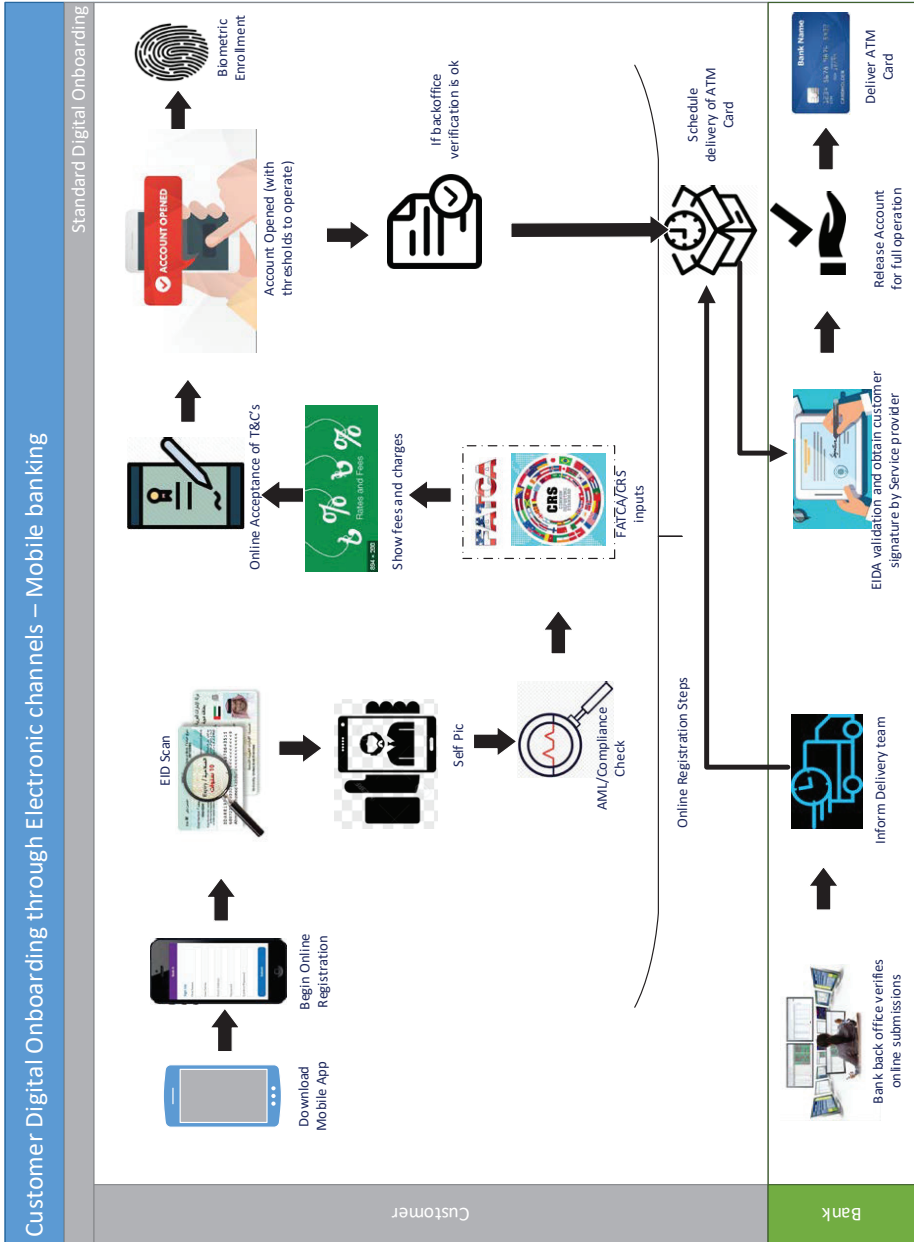 Customer Digital Onboarding through Electronic channels – Mobile banking
Standard Digital Onboarding
Customer
Download
Mobile App
Begin Online
Registration
EID Scan
Self Pic
AML/Compliance
Check
FATCA
CRS
FATCA/CRS
inputs
% %
Rates and Fees
Show fees and charges
Online Acceptance of T&C's
ACCOUNT OPENED
Account Opened (with
thresholds to operate)
Biometric
Enrollment
If backoffice
verification is ok
Online Registration Steps
Schedule
delivery of ATM
Card
Bank
Bank back office verifies
online submissions
Inform Delivery team
EIDA validation and obtain customer
signature by Service provider
Release Account
for full operation
Bank Name
Deliver ATM
Card